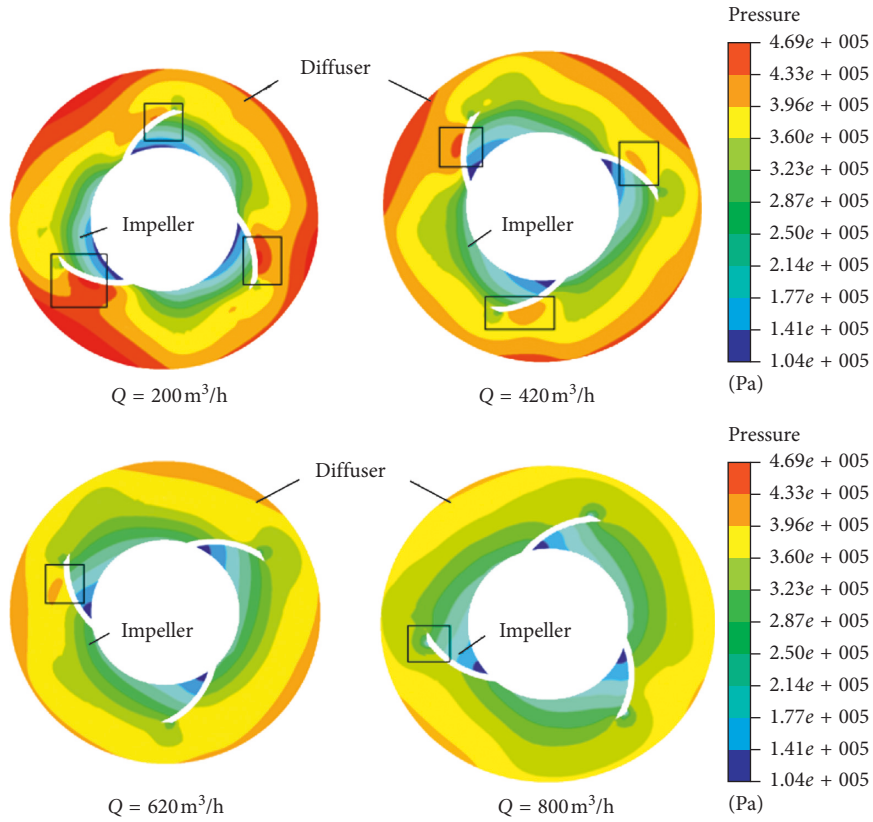 Diffuser
Impeller
Impeller
Q = 200 m³/h
Q = 420 m³/h
Pressure
4.69e + 005
4.33e + 005
3.96e + 005
3.60e + 005
3.23e + 005
2.87e + 005
2.50e + 005
2.14e + 005
1.77e + 005
1.41e + 005
1.04e + 005
(Pa)
Diffuser
Impeller
Impeller
Q = 620 m³/h
Q = 800 m³/h
Pressure
4.69e + 005
4.33e + 005
3.96e + 005
3.60e + 005
3.23e + 005
2.87e + 005
2.50e + 005
2.14e + 005
1.77e + 005
1.41e + 005
1.04e + 005
(Pa)